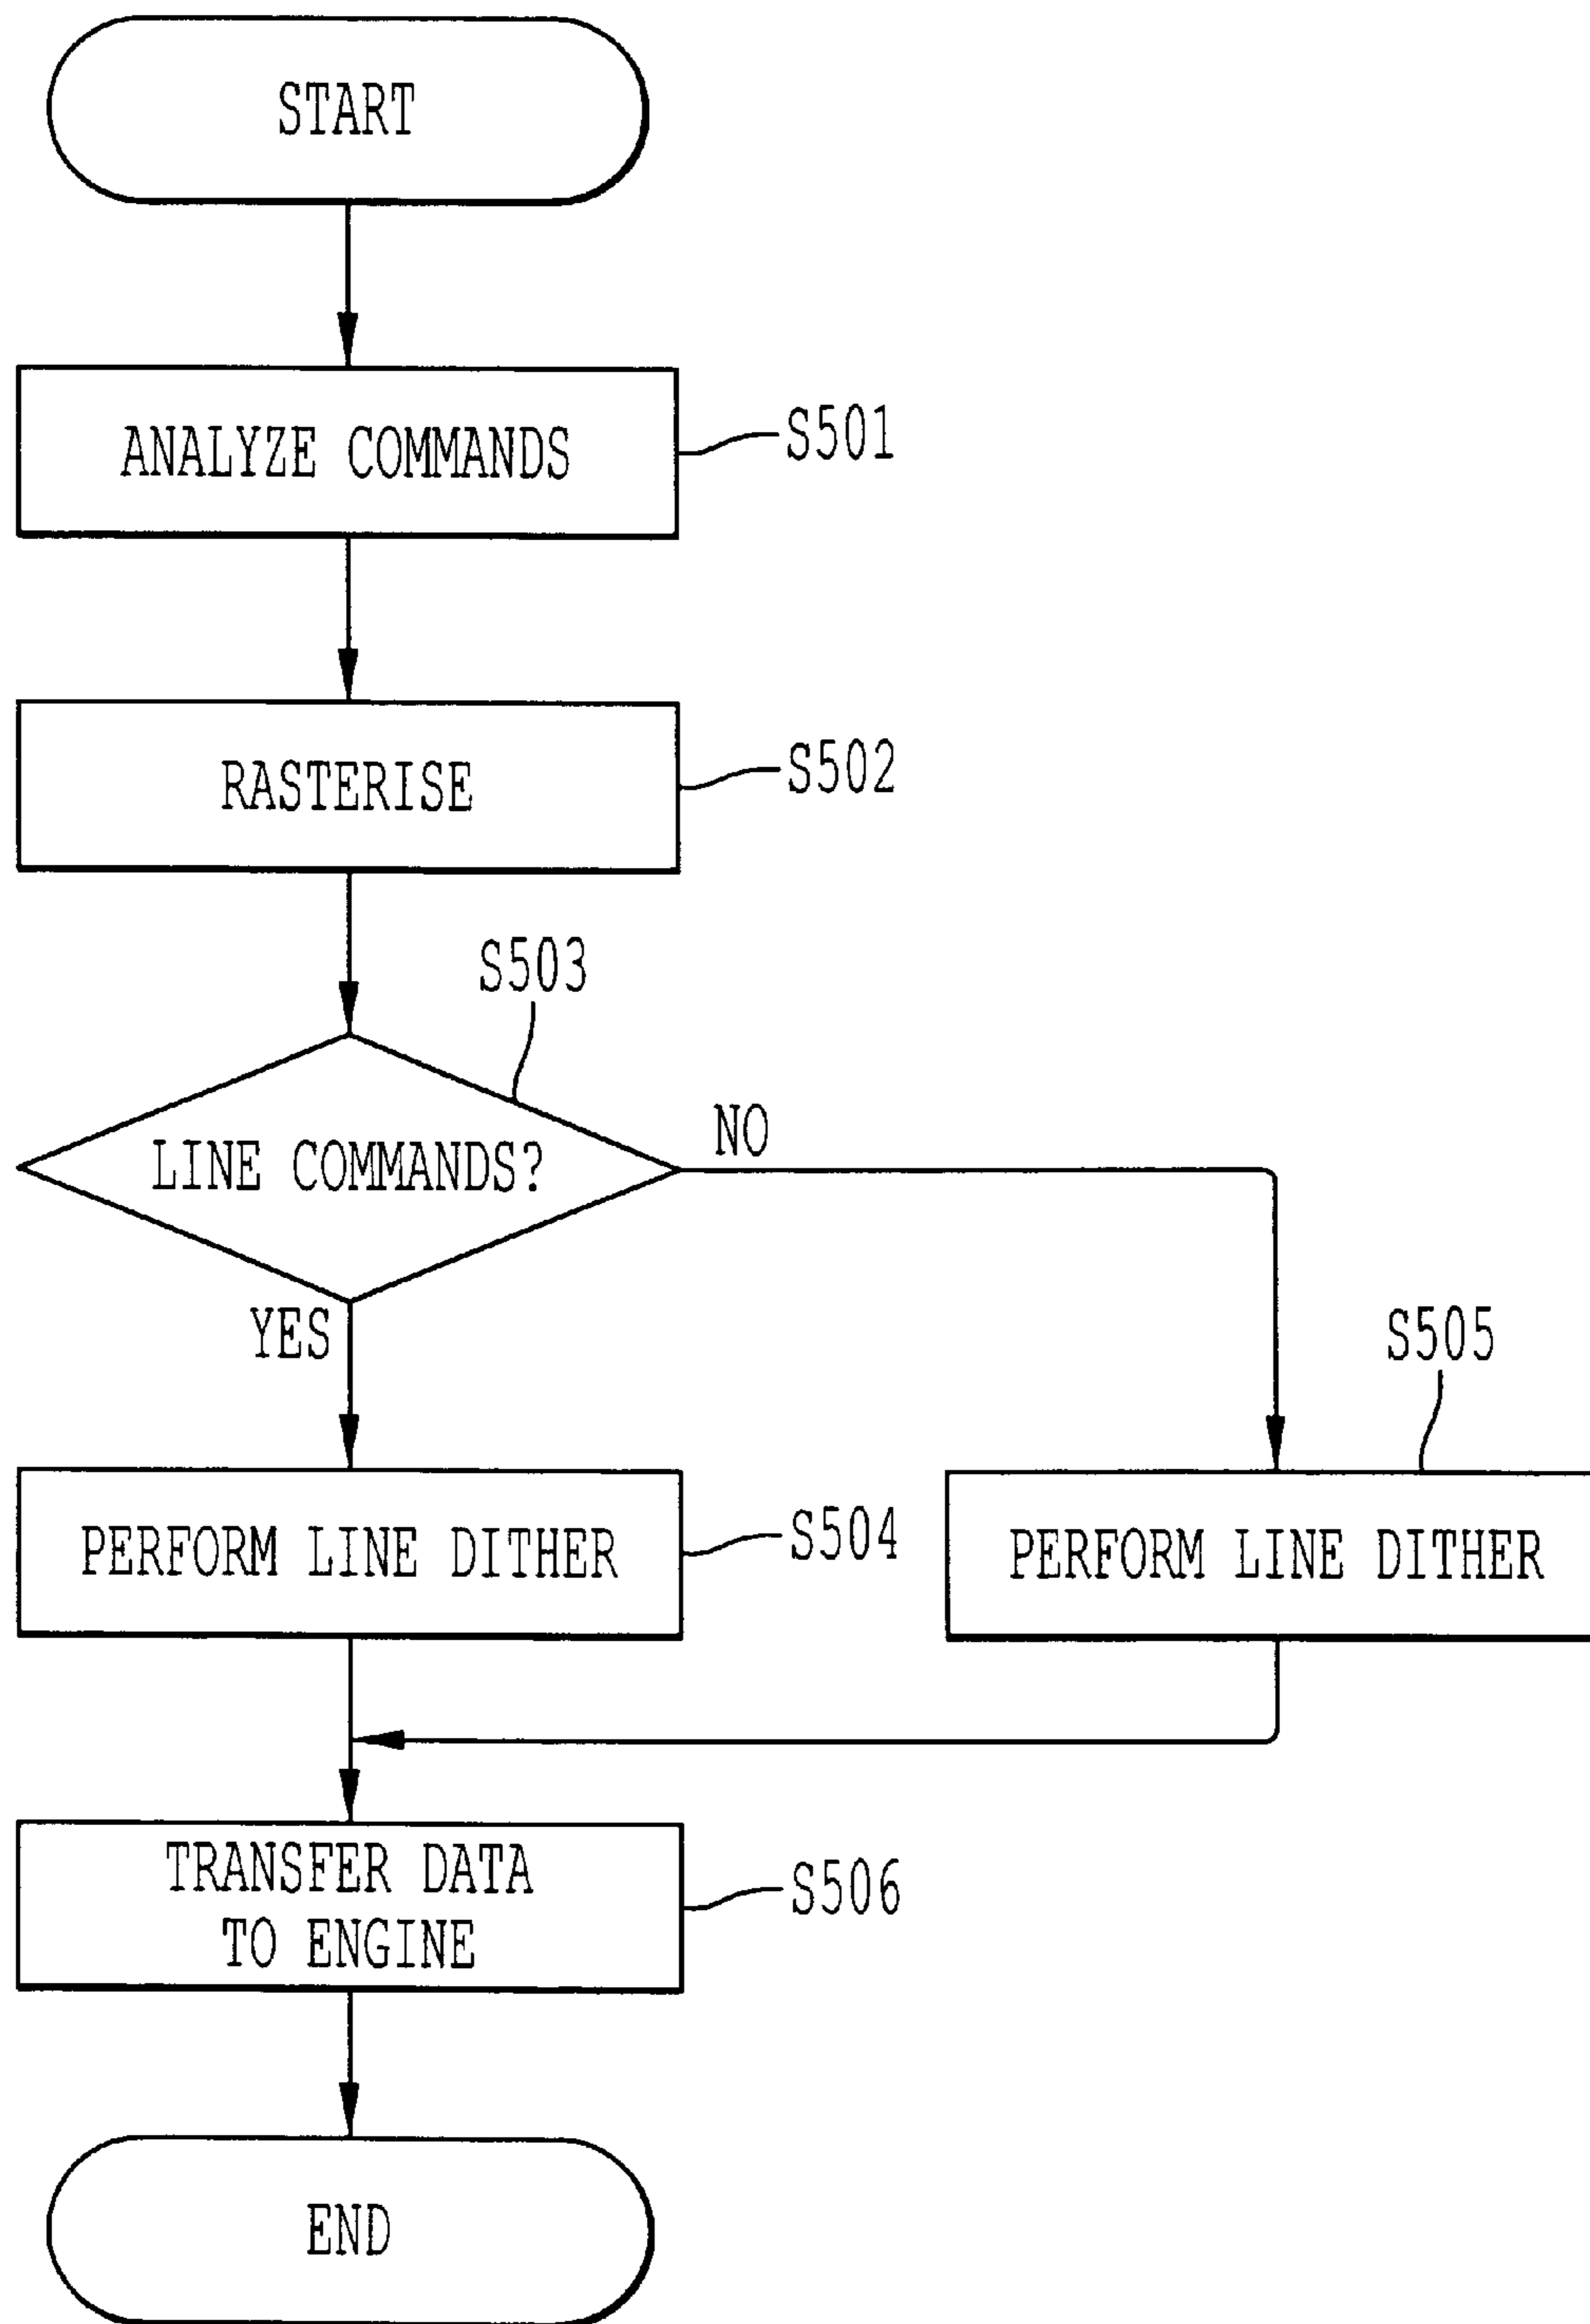 START
ANALYZE COMMANDS
S501
RASTERISE
S502
S503
LINE COMMANDS?
NO
YES
S505
PERFORM LINE DITHER
S504
PERFORM LINE DITHER
TRANSFER DATA
TO ENGINE
S506
END